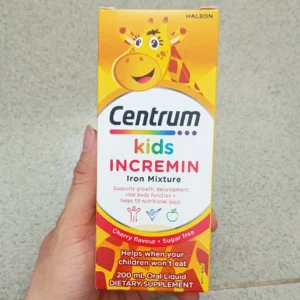 HALEON
Centrum
kids
INCREMIN
Iron Mixture
Supports growth, development,
vital body function +
helps fill nutritional gaps
Cherry flavour • Sugar free
Helps when your
children won't eat
200 mL Oral Liquid
DIETARY SUPPLEMENT